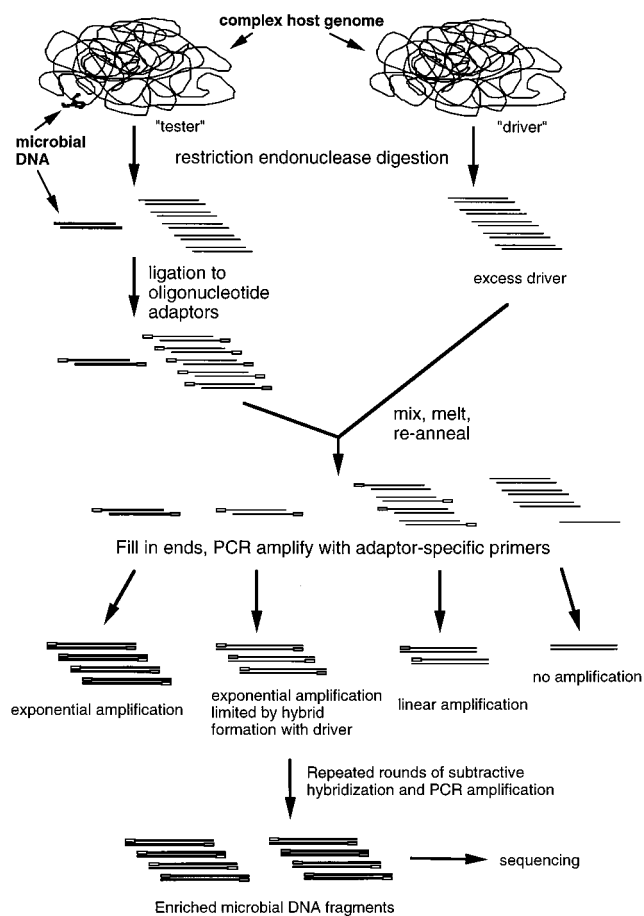 complex host genome
"tester"
"driver"
microbial
DNA
restriction endonuclease digestion
ligation to
oligonucleotide
adaptors
excess driver
mix, melt,
re-anneal
Fill in ends, PCR amplify with adaptor-specific primers
exponential amplification
exponential amplification
limited by hybrid
formation with driver
linear amplification
no amplification
Repeated rounds of subtractive
hybridization and PCR amplification
sequencing
Enriched microbial DNA fragments